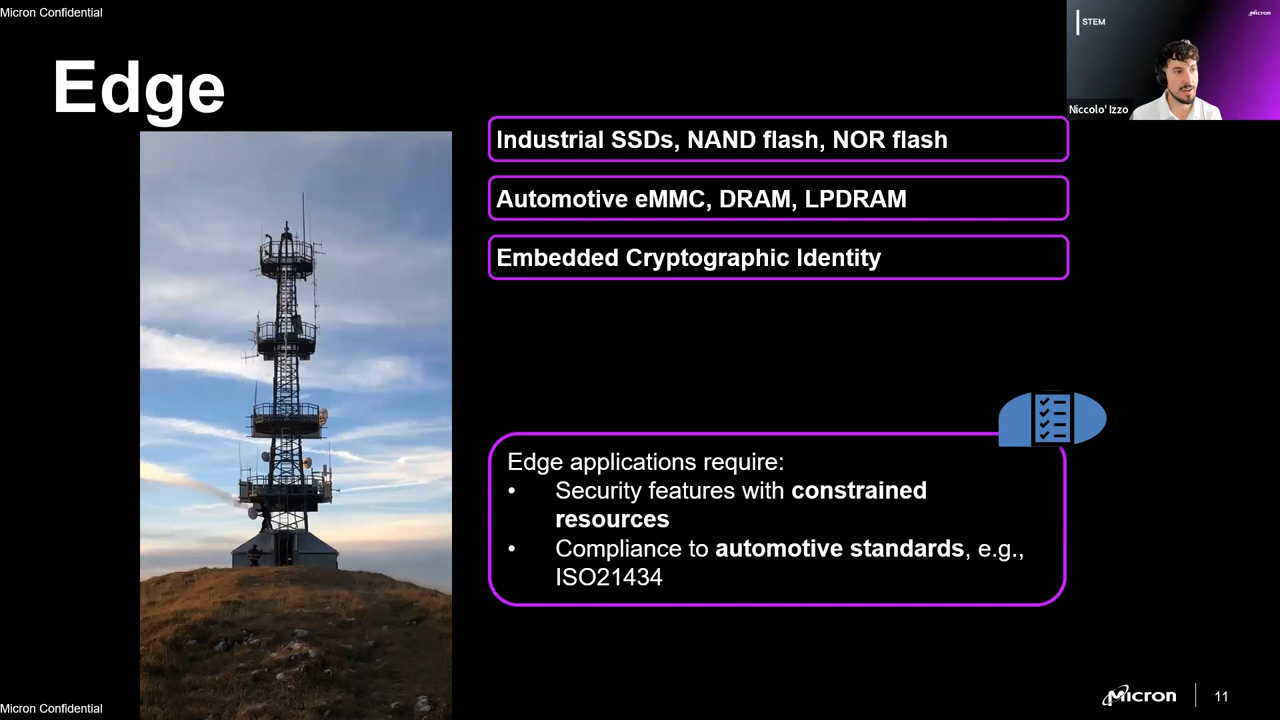 Micron Confidential
Edge
STEM
Micron
Niccolo' Izzo
Industrial SSDs, NAND flash, NOR flash
Automotive eMMC, DRAM, LPDRAM
Embedded Cryptographic Identity
Edge applications require:
• Security features with constrained
resources
• Compliance to automotive standards, e.g.,
ISO21434
Micron Confidential
Micron
11